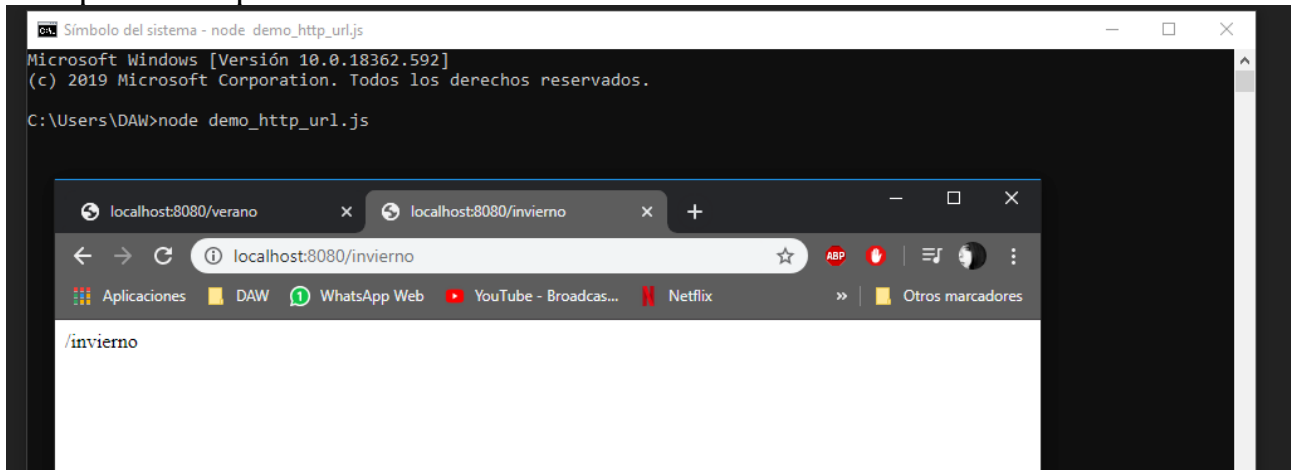 Símbolo del sistema - node demo_http_url.js
Microsoft Windows [Versión 10.0.18362.592]
(c) 2019 Microsoft Corporation. Todos los derechos reservados.
C:\Users\DAW>node demo_http_url.js
localhost:8080/verano localhost:8080/invierno
localhost:8080/invierno ABP
Aplicaciones DAW 1 WhatsApp Web YouTube - Broadcas... Netflix » Otros marcadores
/invierno